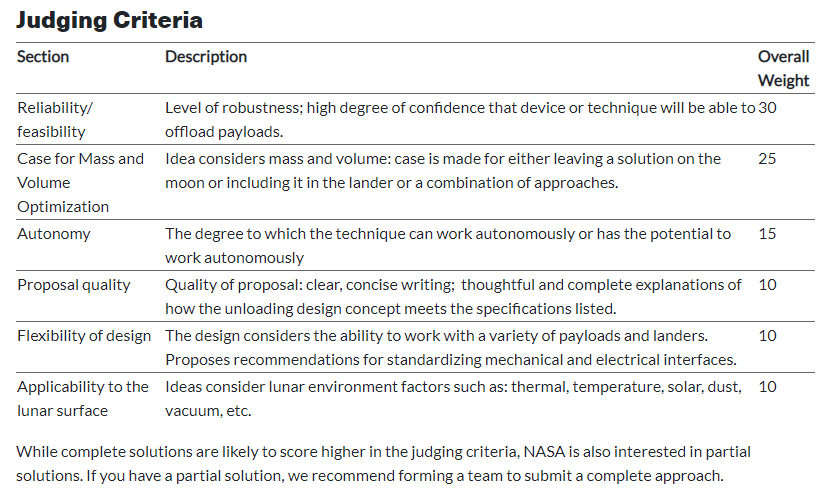 Judging Criteria
Section Description Overall Weight
Reliability/ feasibility Level of robustness; high degree of confidence that device or technique will be able to offload payloads. 30
Case for Mass and Volume Optimization Idea considers mass and volume: case is made for either leaving a solution on the moon or including it in the lander or a combination of approaches. 25
Autonomy The degree to which the technique can work autonomously or has the potential to work autonomously 15
Proposal quality Quality of proposal: clear, concise writing; thoughtful and complete explanations of how the unloading design concept meets the specifications listed. 10
Flexibility of design The design considers the ability to work with a variety of payloads and landers. Proposes recommendations for standardizing mechanical and electrical interfaces. 10
Applicability to the lunar surface Ideas consider lunar environment factors such as: thermal, temperature, solar, dust, vacuum, etc. 10
While complete solutions are likely to score higher in the judging criteria, NASA is also interested in partial
solutions. If you have a partial solution, we recommend forming a team to submit a complete approach.